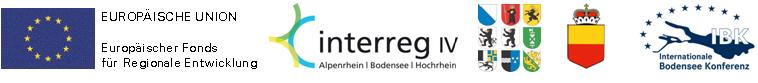 EUROPÄISCHE UNION
Europäischer Fonds
für Regionale Entwicklung
interreg IV
Alpenrhein | Bodensee | Hochrhein
IBK
Internationale
Bodensee Konferenz